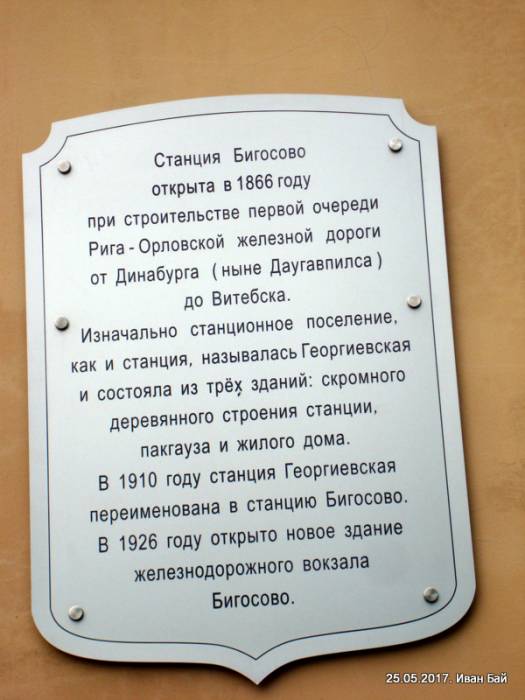 Станция Бигосово
открыта в 1866 году
при строительстве первой очереди
Рига - Орловской железной дороги
от Динабурга ( ныне Даугавпилса )
до Витебска.
Изначально станционное поселение,
как и станция, называлась Георгиевская
и состояла из трёх зданий: скромного
деревянного строения станции,
пакгауза и жилого дома.
В 1910 году станция Георгиевская
переименована в станцию Бигосово.
В 1926 году открыто новое здание
железнодорожного вокзала
Бигосово.
25.05.2017. Иван Бай